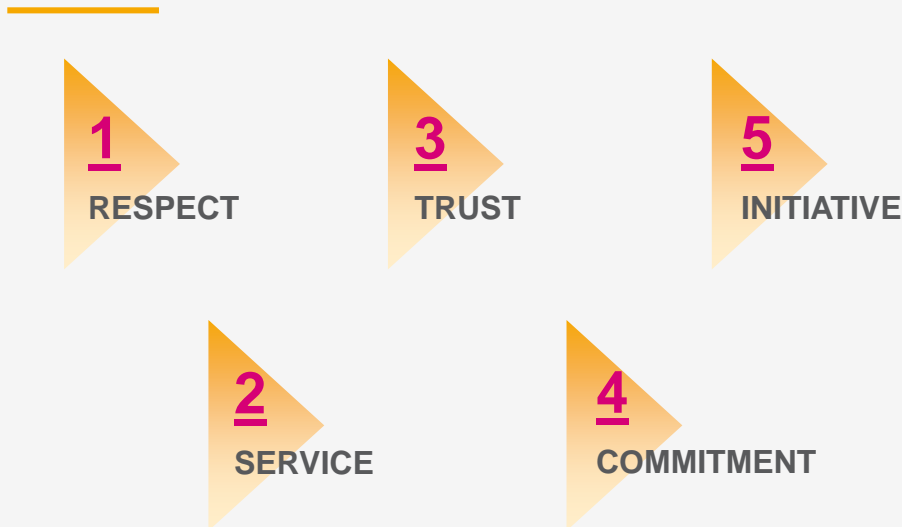 1
RESPECT
2
SERVICE
3
TRUST
4
COMMITMENT
5
INITIATIVE